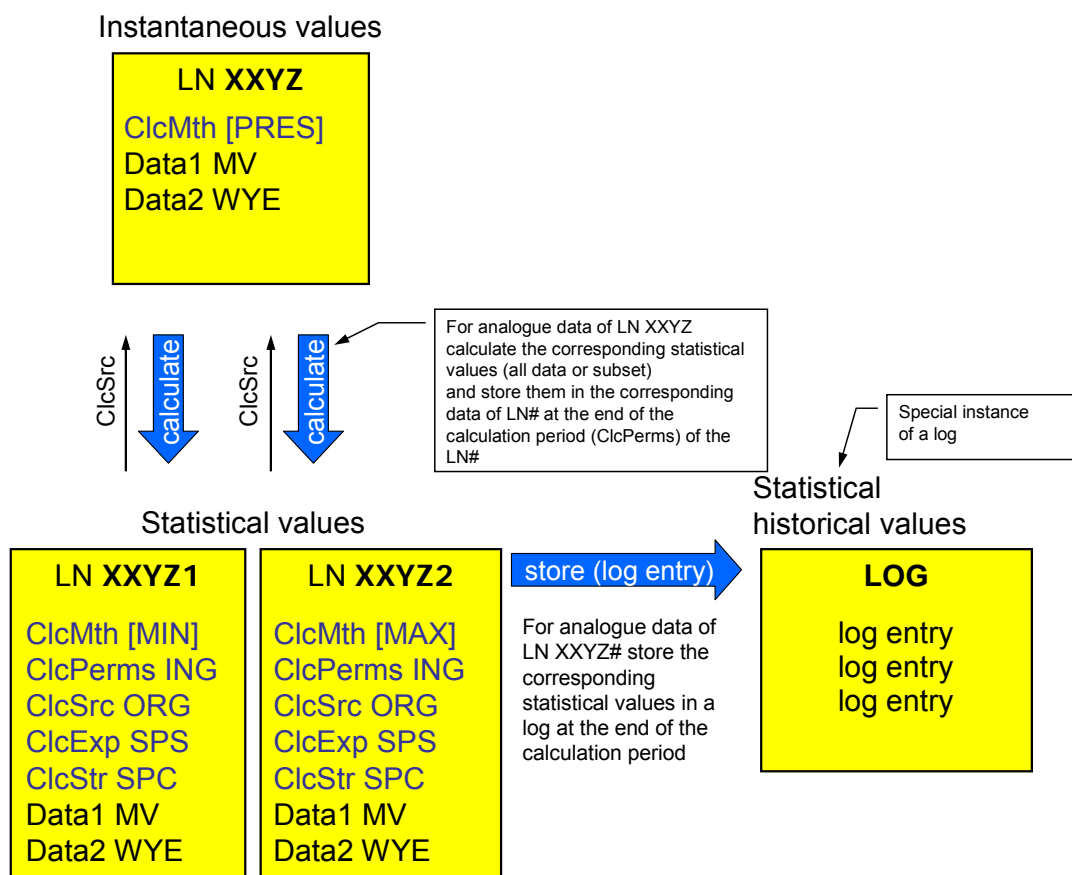 Instantaneous values
LN XXYZ
ClcMth [PRES]
Data1 MV
Data2 WYE
ClcSrc
calculate
ClcSrc
calculate
For analogue data of LN XXYZ
calculate the corresponding statistical
values (all data or subset)
and store them in the corresponding
data of LN# at the end of the
calculation period (ClcPerms) of the
LN#
Special instance
of a log
Statistical values
LN XXYZ1
ClcMth [MIN]
ClcPerms ING
ClcSrc ORG
ClcExp SPS
ClcStr SPC
Data1 MV
Data2 WYE
LN XXYZ2
ClcMth [MAX]
ClcPerms ING
ClcSrc ORG
ClcExp SPS
ClcStr SPC
Data1 MV
Data2 WYE
store (log entry)
For analogue data of
LN XXYZ# store the
corresponding
statistical values in a
log at the end of the
calculation period
Statistical
historical values
LOG
log entry
log entry
log entry